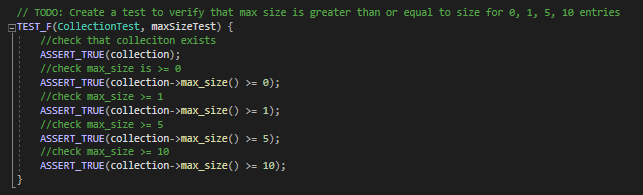 // TODO: Create a test to verify that max size is greater than or equal to size for 0, 1, 5, 10 entries
TEST_F(CollectionTest, maxSizeTest) {
//check that colleciton exists
ASSERT_TRUE(collection);
//check max_size is >= 0
ASSERT_TRUE(collection->max_size() >= 0);
//check max_size >= 1
ASSERT_TRUE(collection->max_size() >= 1);
//check max_size >= 5
ASSERT_TRUE(collection->max_size() >= 5);
//check max_size >= 10
ASSERT_TRUE(collection->max_size() >= 10);
}